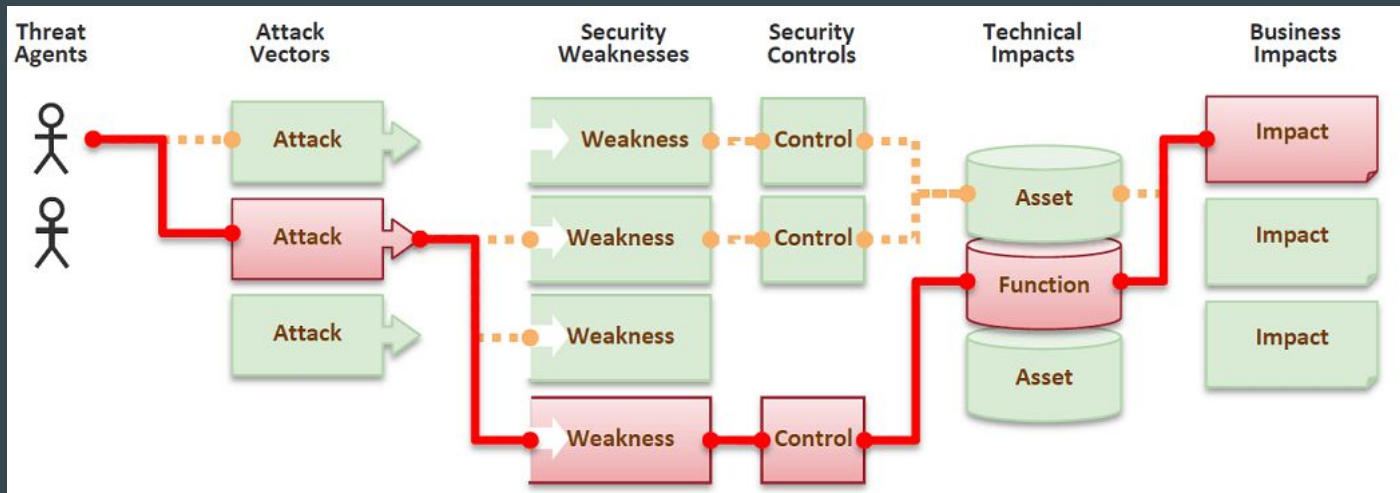 Threat Agents
Attack Vectors
Security Weaknesses
Security Controls
Technical Impacts
Business Impacts
Attack
Weakness
Control
Impact
Asset
Attack
Weakness
Control
Impact
Function
Attack
Weakness
Impact
Asset
Weakness
Control